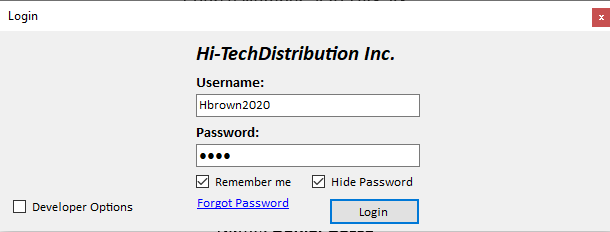 Login
x
Hi-TechDistribution Inc.
Username:
Hbrown2020
Password:
●●●●
Remember me
Hide Password
Forgot Password
Developer Options
Login